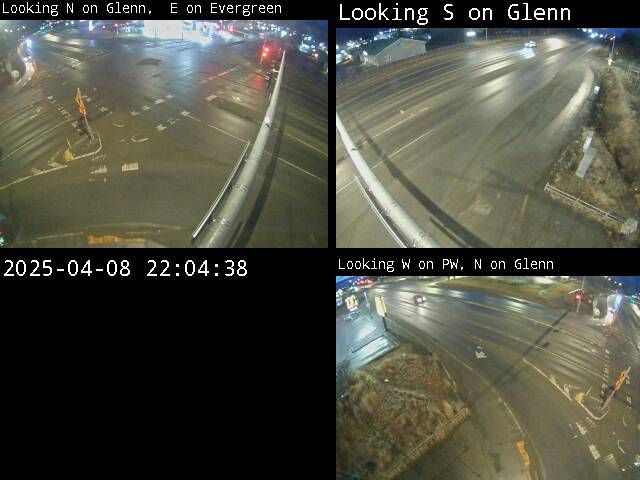 Looking N on Glenn,  E on Evergreen
Looking S on Glenn
2025-04-08 22:04:38
Looking W on PW, N on Glenn